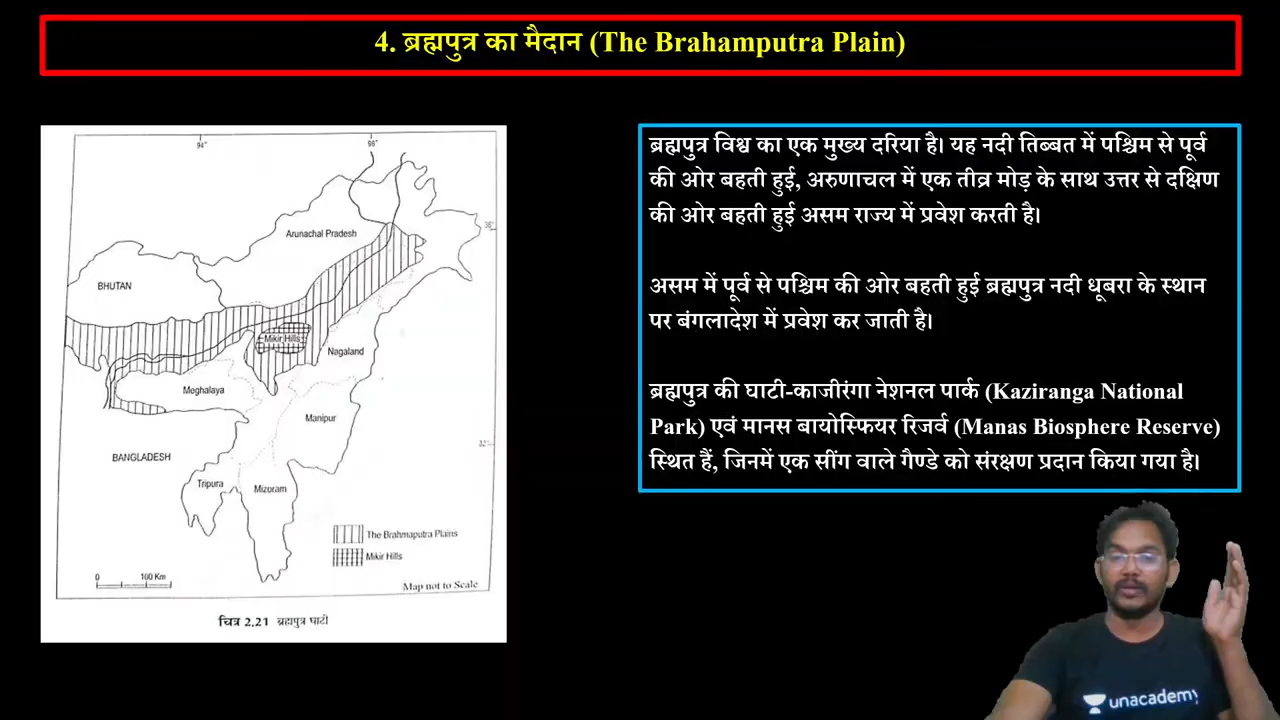 4. ब्रह्मपुत्र का मैदान (The Brahamputra Plain)
ब्रह्मपुत्र विश्व का एक मुख्य दरिया है। यह नदी तिब्बत में पश्चिम से पूर्व
की ओर बहती हुई, अरुणाचल में एक तीव्र मोड़ के साथ उत्तर से दक्षिण
की ओर बहती हुई असम राज्य में प्रवेश करती है।
असम में पूर्व से पश्चिम की ओर बहती हुई ब्रह्मपुत्र नदी धूबरा के स्थान
पर बंगलादेश में प्रवेश कर जाती है।
ब्रह्मपुत्र की घाटी-काजीरंगा नेशनल पार्क (Kaziranga National
Park) एवं मानस बायोस्फियर रिजर्व (Manas Biosphere Reserve)
स्थित हैं, जिनमें एक सींग वाले गैण्डे को संरक्षण प्रदान किया गया है।
94°
Arunachal Pradesh
BHUTAN
Mikir Hills
Nagaland
Meghalaya
Manipur
BANGLADESH
Tripura
Mizoram
The Brahmaputra Plains
Mikir Hills
0 100 Km
Map not to Scale
चित्र 2.21 ब्रह्मपुत्र घाटी
unacademy